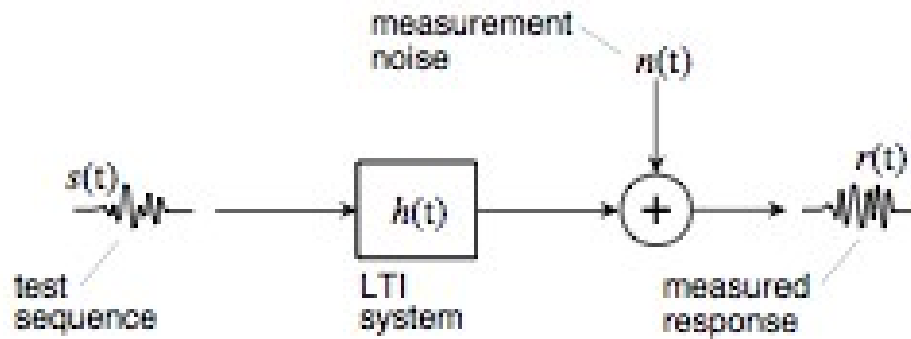 measurement
noise
n(t)
s(t)
r(t)
h(t)
+
test
sequence
LTI
system
measured
response